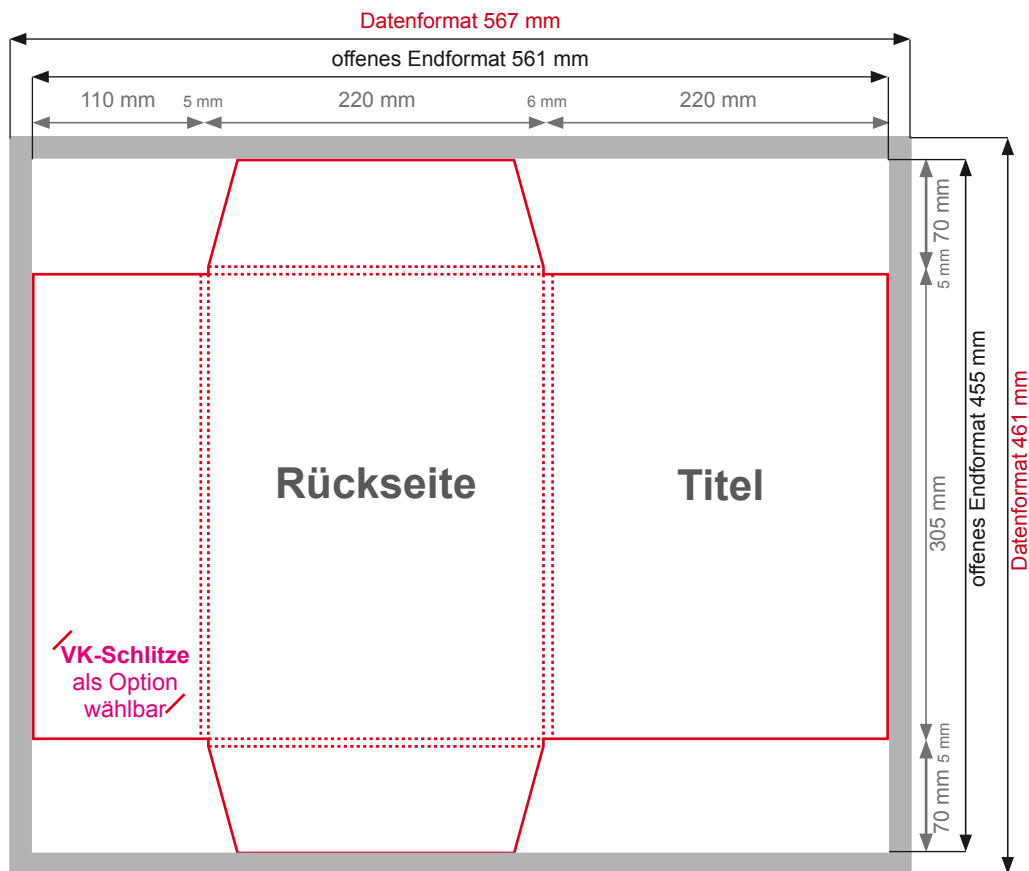 Datenformat 567 mm
offenes Endformat 561 mm
110 mm 5 mm 220 mm 6 mm 220 mm
70 mm
5 mm
305 mm
5 mm
70 mm
offenes Endformat 455 mm
Datenformat 461 mm
Rückseite
Titel
VK-Schlitze
als Option
wählbar